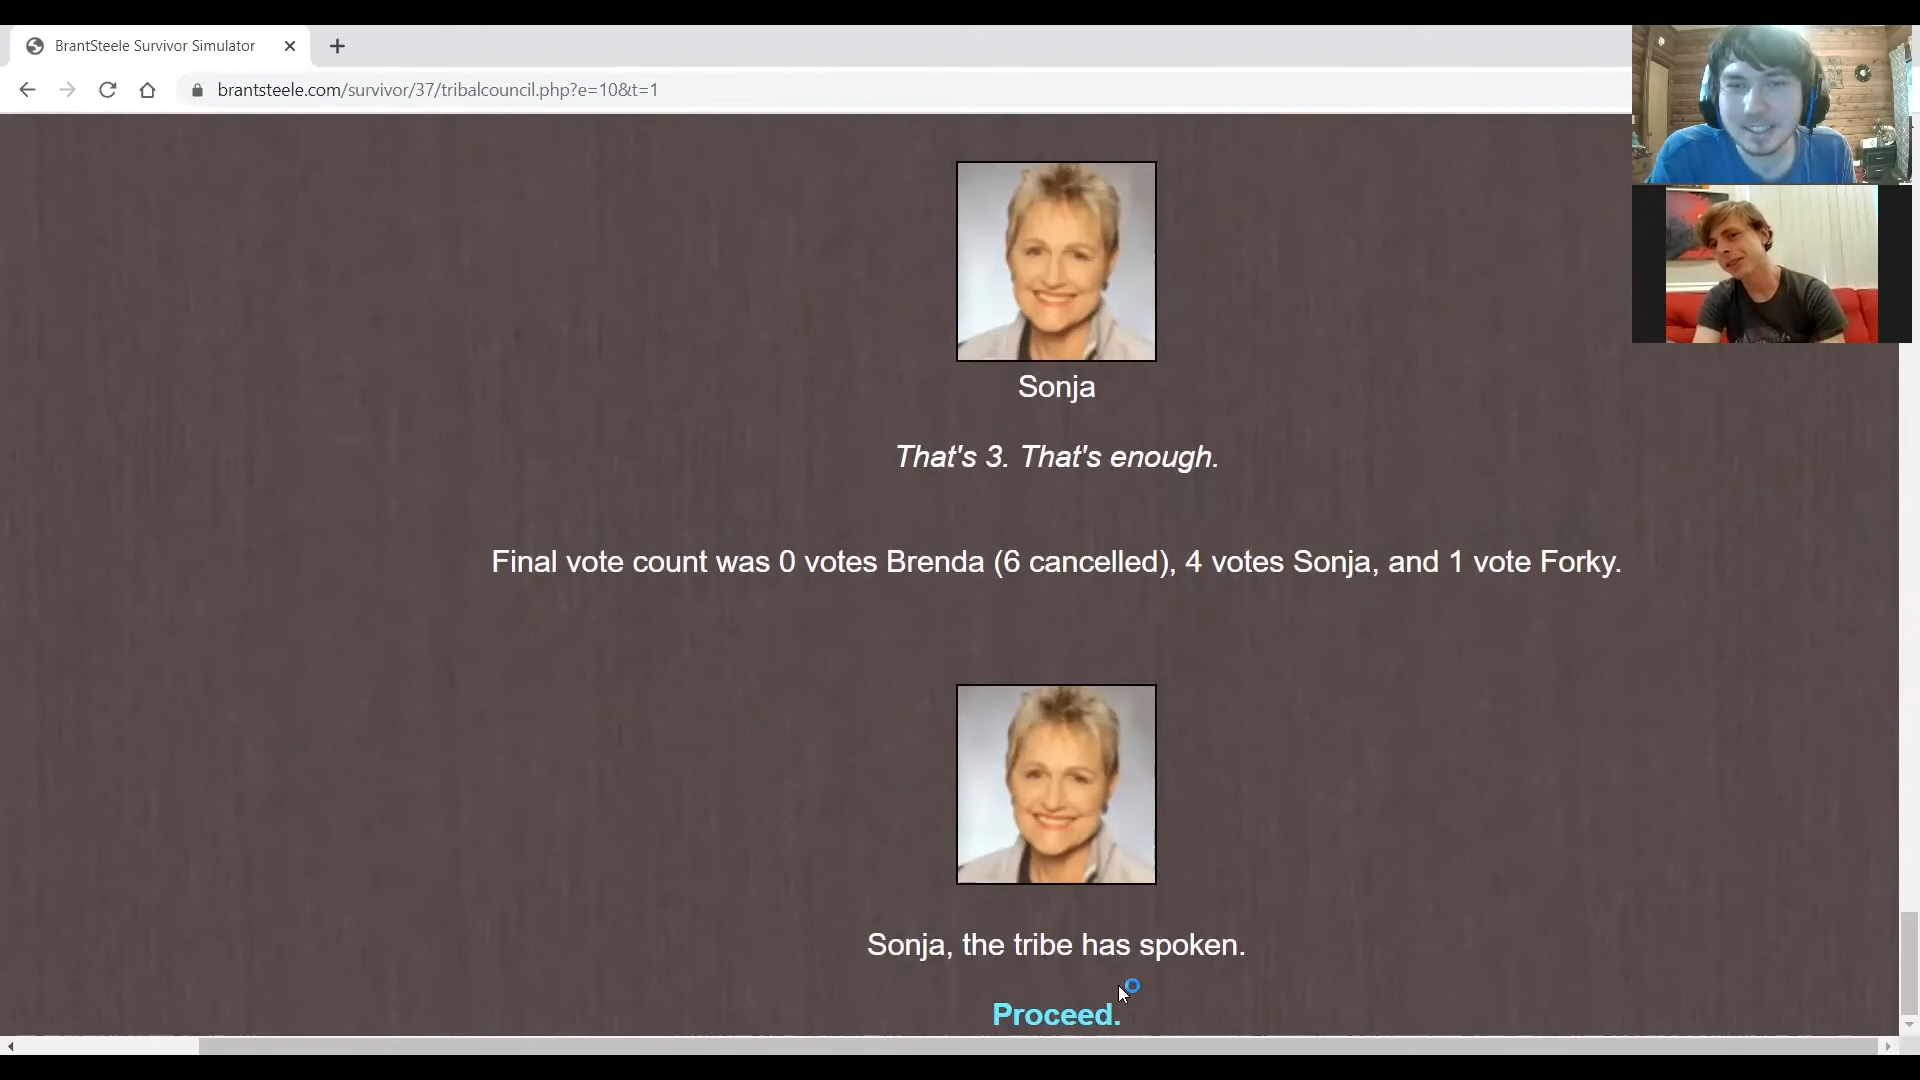 BrantSteele Survivor Simulator
brantsteele.com/survivor/37/tribalcouncil.php?e=10&t=1
Sonja
That's 3. That's enough.
Final vote count was 0 votes Brenda (6 cancelled), 4 votes Sonja, and 1 vote Forky.
Sonja, the tribe has spoken.
Proceed.